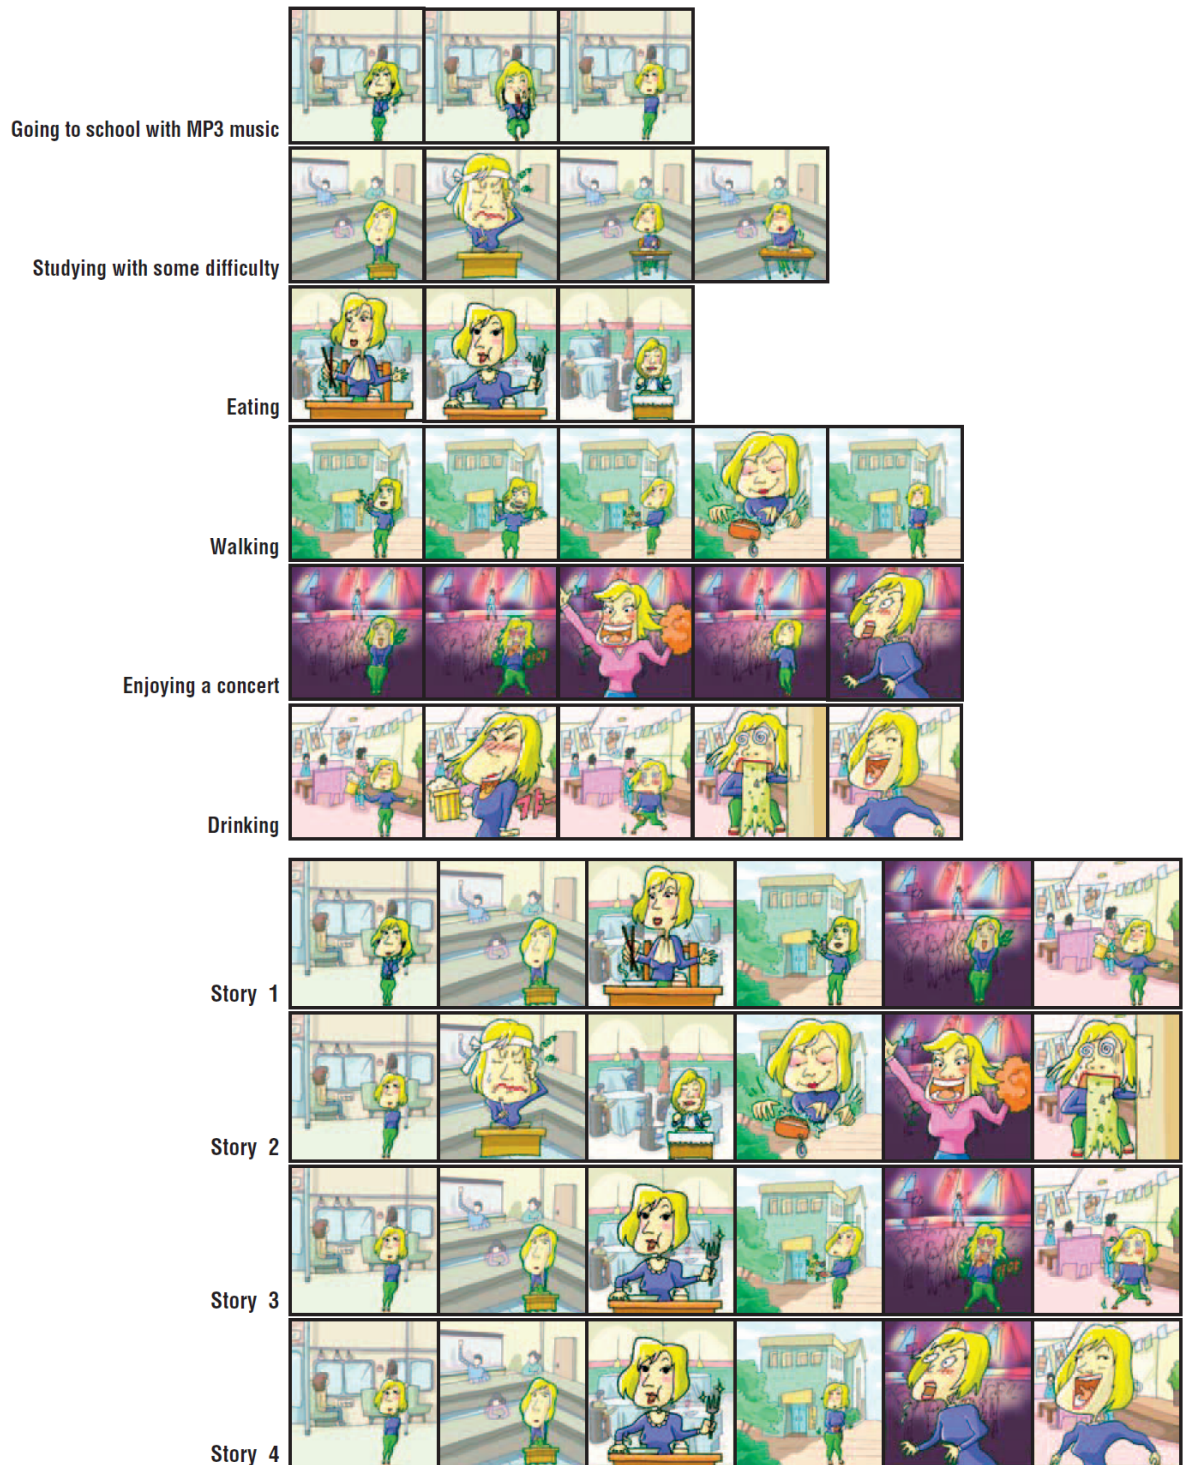 Going to school with MP3 music
Studying with some difficulty
Eating
Walking
Enjoying a concert
Drinking
Story 1
Story 2
Story 3
Story 4